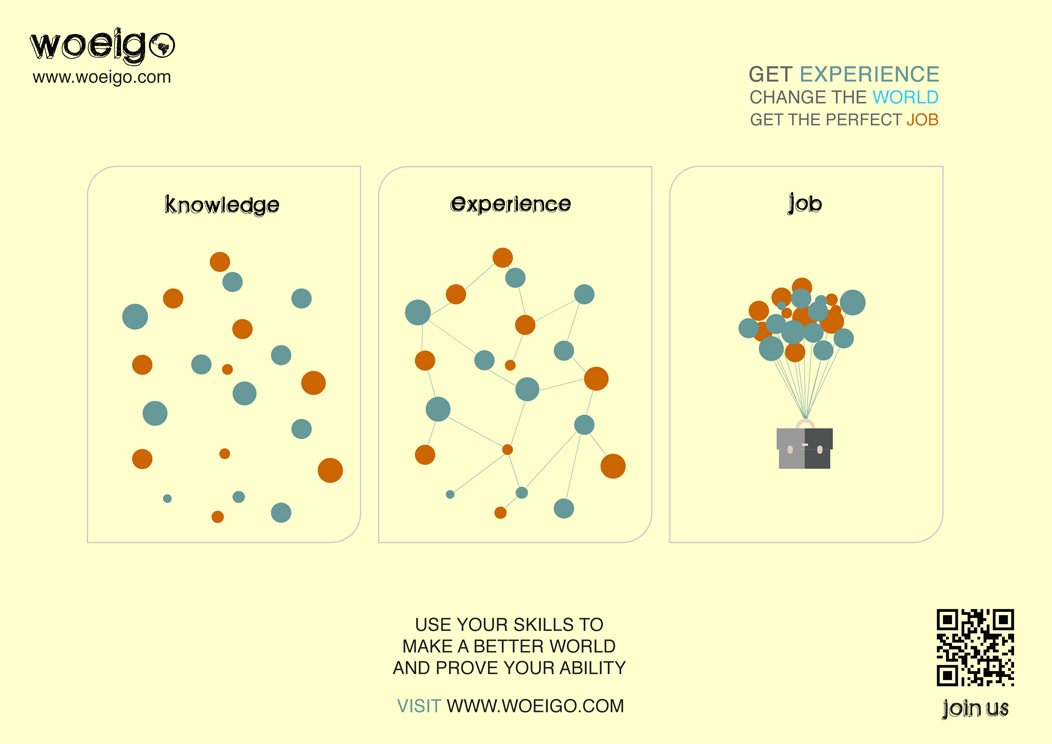 woeigo
www.woeigo.com
GET EXPERIENCE
CHANGE THE WORLD
GET THE PERFECT JOB
knowledge
experience
job
USE YOUR SKILLS TO
MAKE A BETTER WORLD
AND PROVE YOUR ABILITY
VISIT WWW.WOEIGO.COM
join us